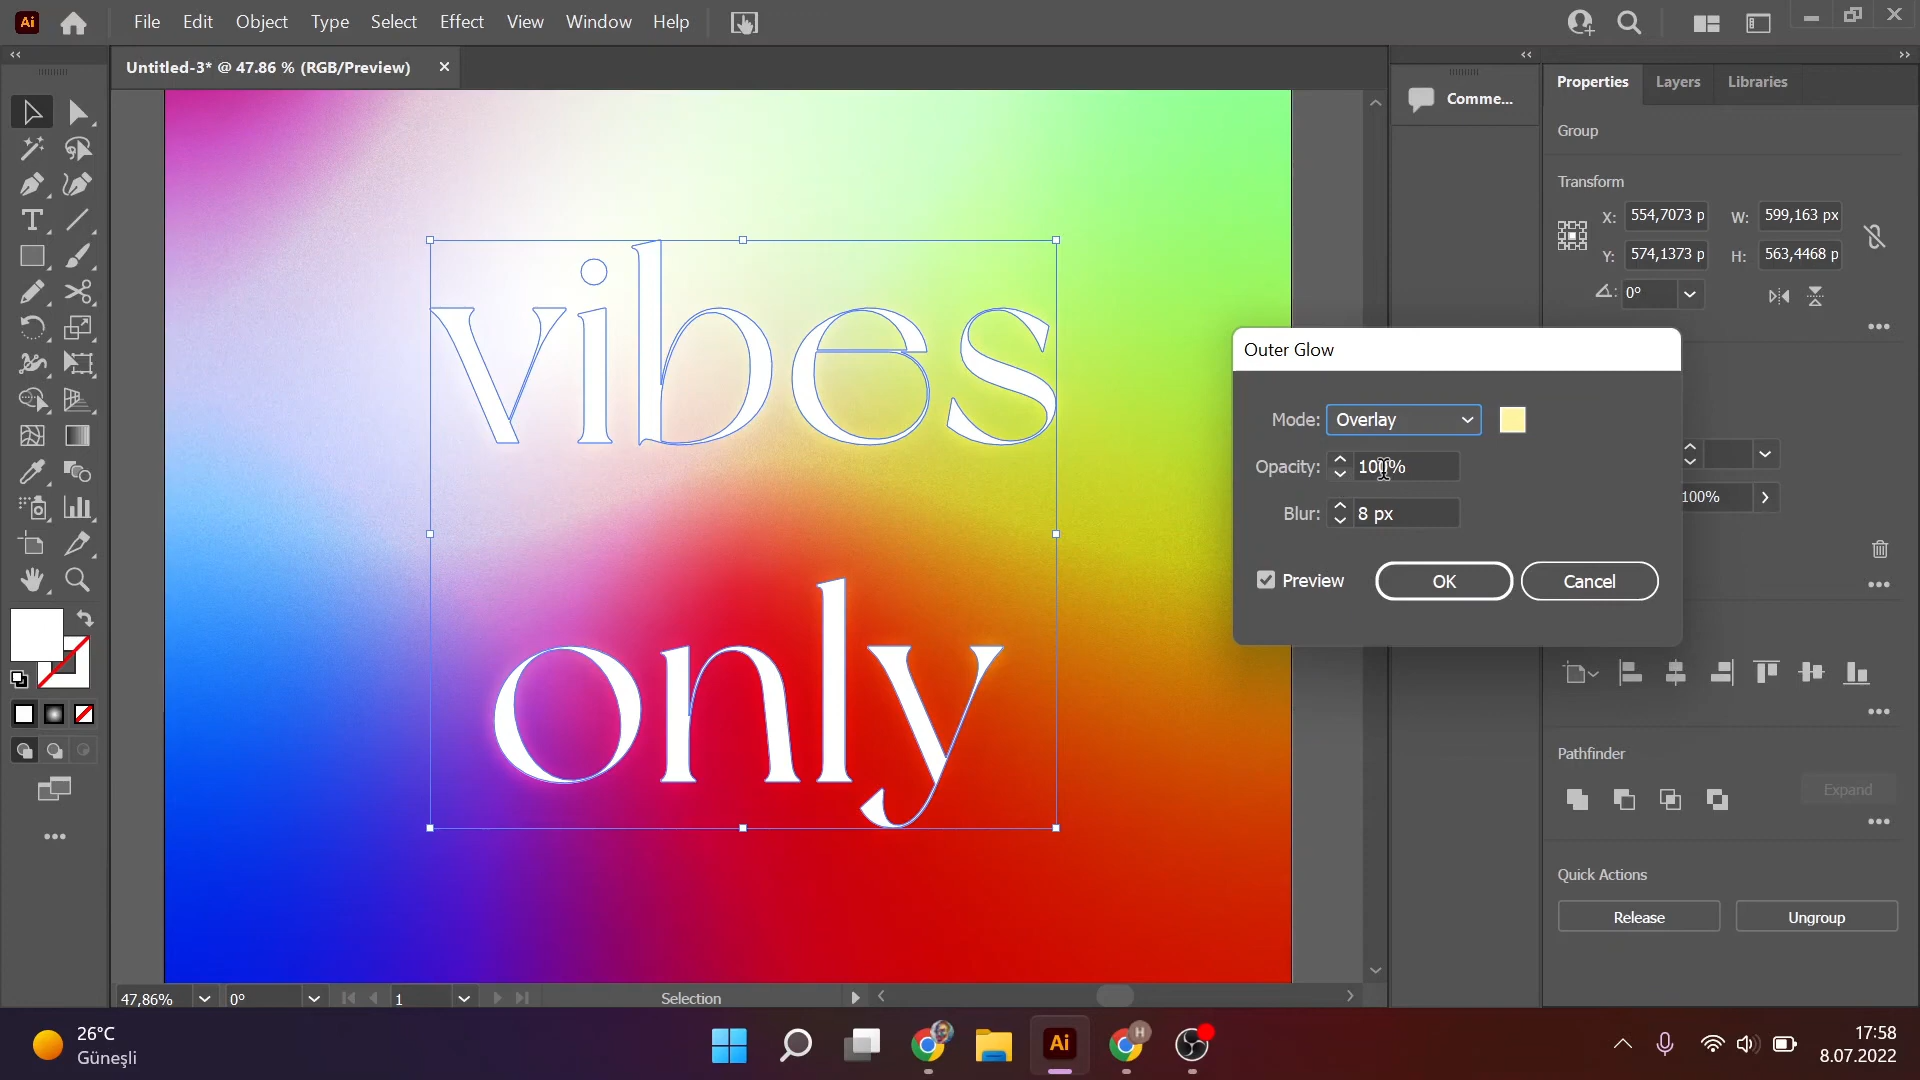 Ai File Edit Object Type Select Effect View Window Help
Untitled-3* @ 47.86 % (RGB/Preview)
Comme...
Properties Layers Libraries
Group
Transform
X: 554,7073 p W: 599,163 px
Y: 574,1373 p H: 563,4468 p
0°
vibes
only
Outer Glow
Mode: Overlay
Opacity: 100%
Blur: 8 px
Preview OK Cancel
100%
Pathfinder
Expand
Quick Actions
Release Ungroup
47,86% 0° 1 Selection
26°C
Güneşli
Ai
H
17:58
8.07.2022